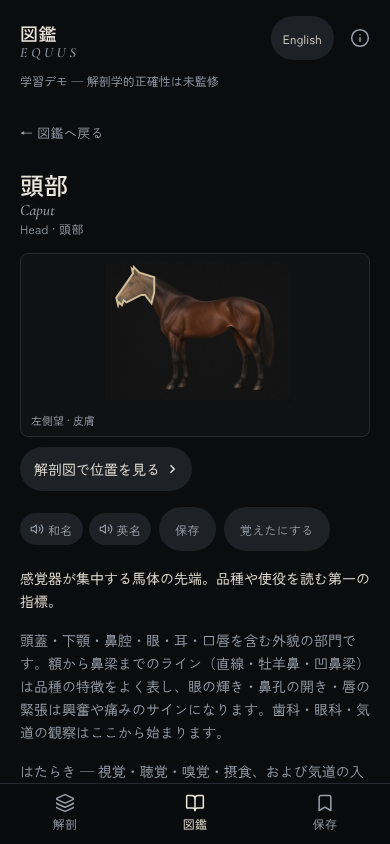 図鑑
EQUUS
English
学習デモ — 解剖学的正確性は未監修
← 図鑑へ戻る
頭部
Caput
Head · 頭部
左側望 · 皮膚
解剖図で位置を見る
和名
英名
保存
覚えたにする
感覚器が集中する馬体の先端。品種や使役を読む第一の
指標。
頭蓋・下顎・鼻腔・眼・耳・口唇を含む外貌の部門で
す。額から鼻梁までのライン（直線・牡羊鼻・凹鼻梁）
は品種の特徴をよく表し、眼の輝き・鼻孔の開き・唇の
緊張は興奮や痛みのサインになります。歯科・眼科・気
道の観察はここから始まります。
はたらき — 視覚・聴覚・嗅覚・摂食、および気道の入
解剖
図鑑
保存